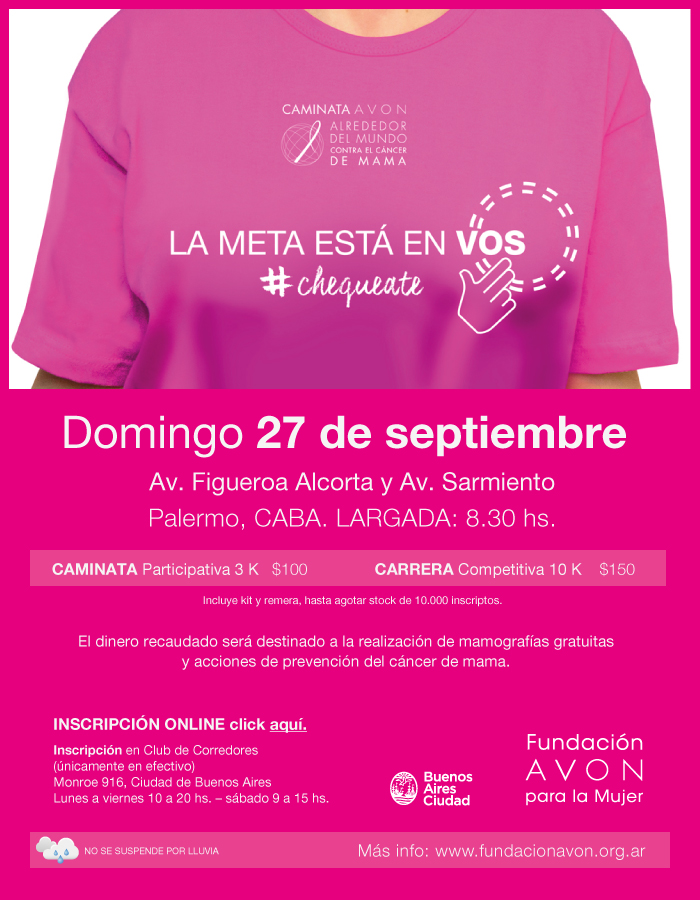 CAMINATA AVON
ALREDEDOR
DEL MUNDO
CONTRA EL CÁNCER
DE MAMA
LA META ESTÁ EN VOS
#chequeate
Domingo 27 de septiembre
Av. Figueroa Alcorta y Av. Sarmiento
Palermo, CABA. LARGADA: 8.30 hs.
CAMINATA Participativa 3 K $100
CARRERA Competitiva 10 K $150
Incluye kit y remera, hasta agotar stock de 10.000 inscriptos.
El dinero recaudado será destinado a la realización de mamografías gratuitas
y acciones de prevención del cáncer de mama.
INSCRIPCIÓN ONLINE click aquí.
Inscripción en Club de Corredores
(únicamente en efectivo)
Monroe 916, Ciudad de Buenos Aires
Lunes a viernes 10 a 20 hs. – sábado 9 a 15 hs.
Buenos
Aires
Ciudad
Fundación
AVON
para la Mujer
NO SE SUSPENDE POR LLUVIA
Más info: www.fundacionavon.org.ar